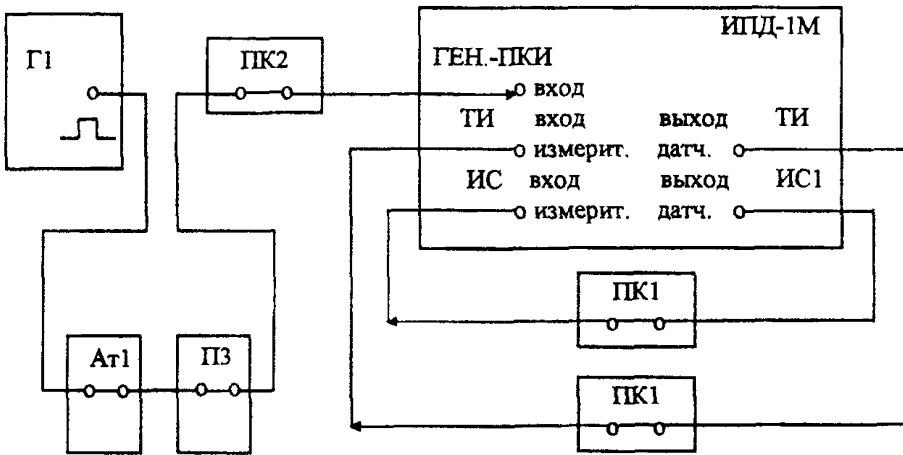 ИПД-1М
Г1
ПК2
ГЕН.-ПКИ
вход
ТИ вход выход ТИ
измерит. датч.
ИС вход выход ИС1
измерит. датч.
ПК1
Ат1
П3
ПК1